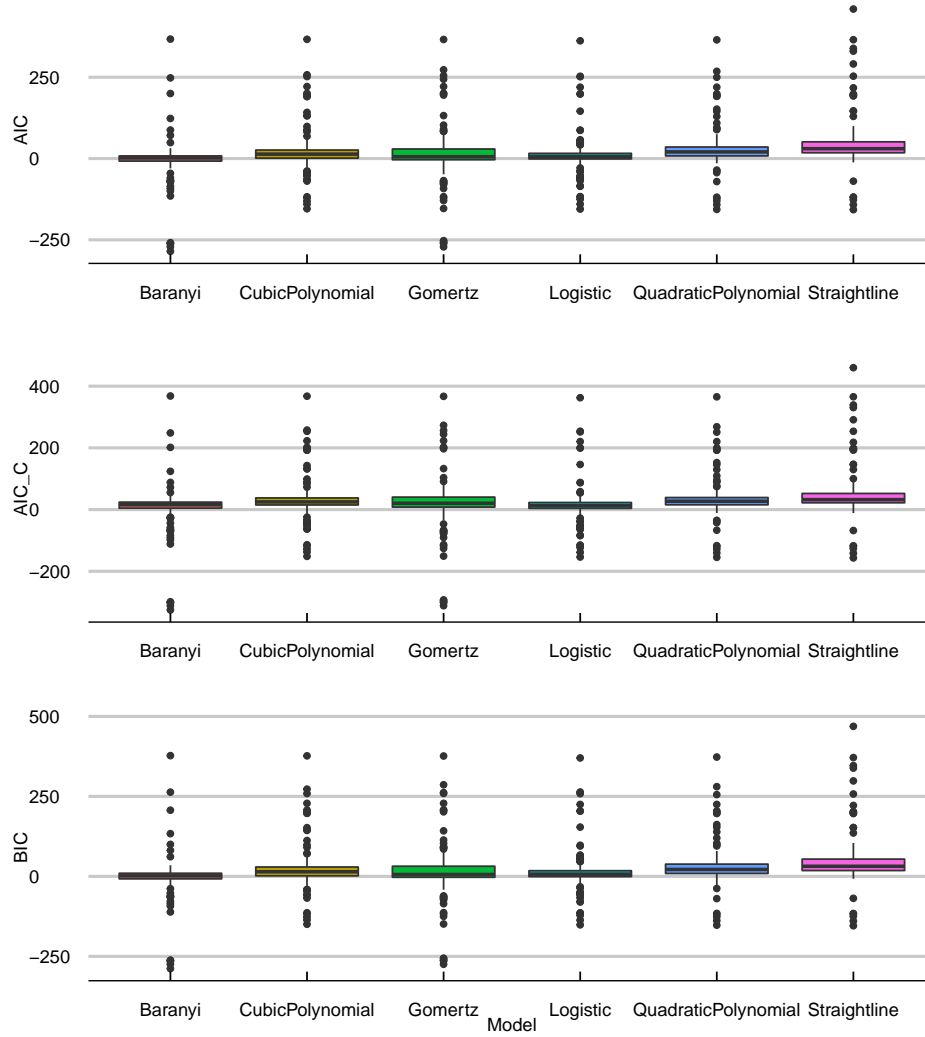 AIC
250
0
−250
Baranyi CubicPolynomial Gomertz Logistic QuadraticPolynomial Straightline
AIC_C
400
200
0
−200
Baranyi CubicPolynomial Gomertz Logistic QuadraticPolynomial Straightline
BIC
500
250
0
−250
Baranyi CubicPolynomial Gomertz Logistic QuadraticPolynomial Straightline
Model